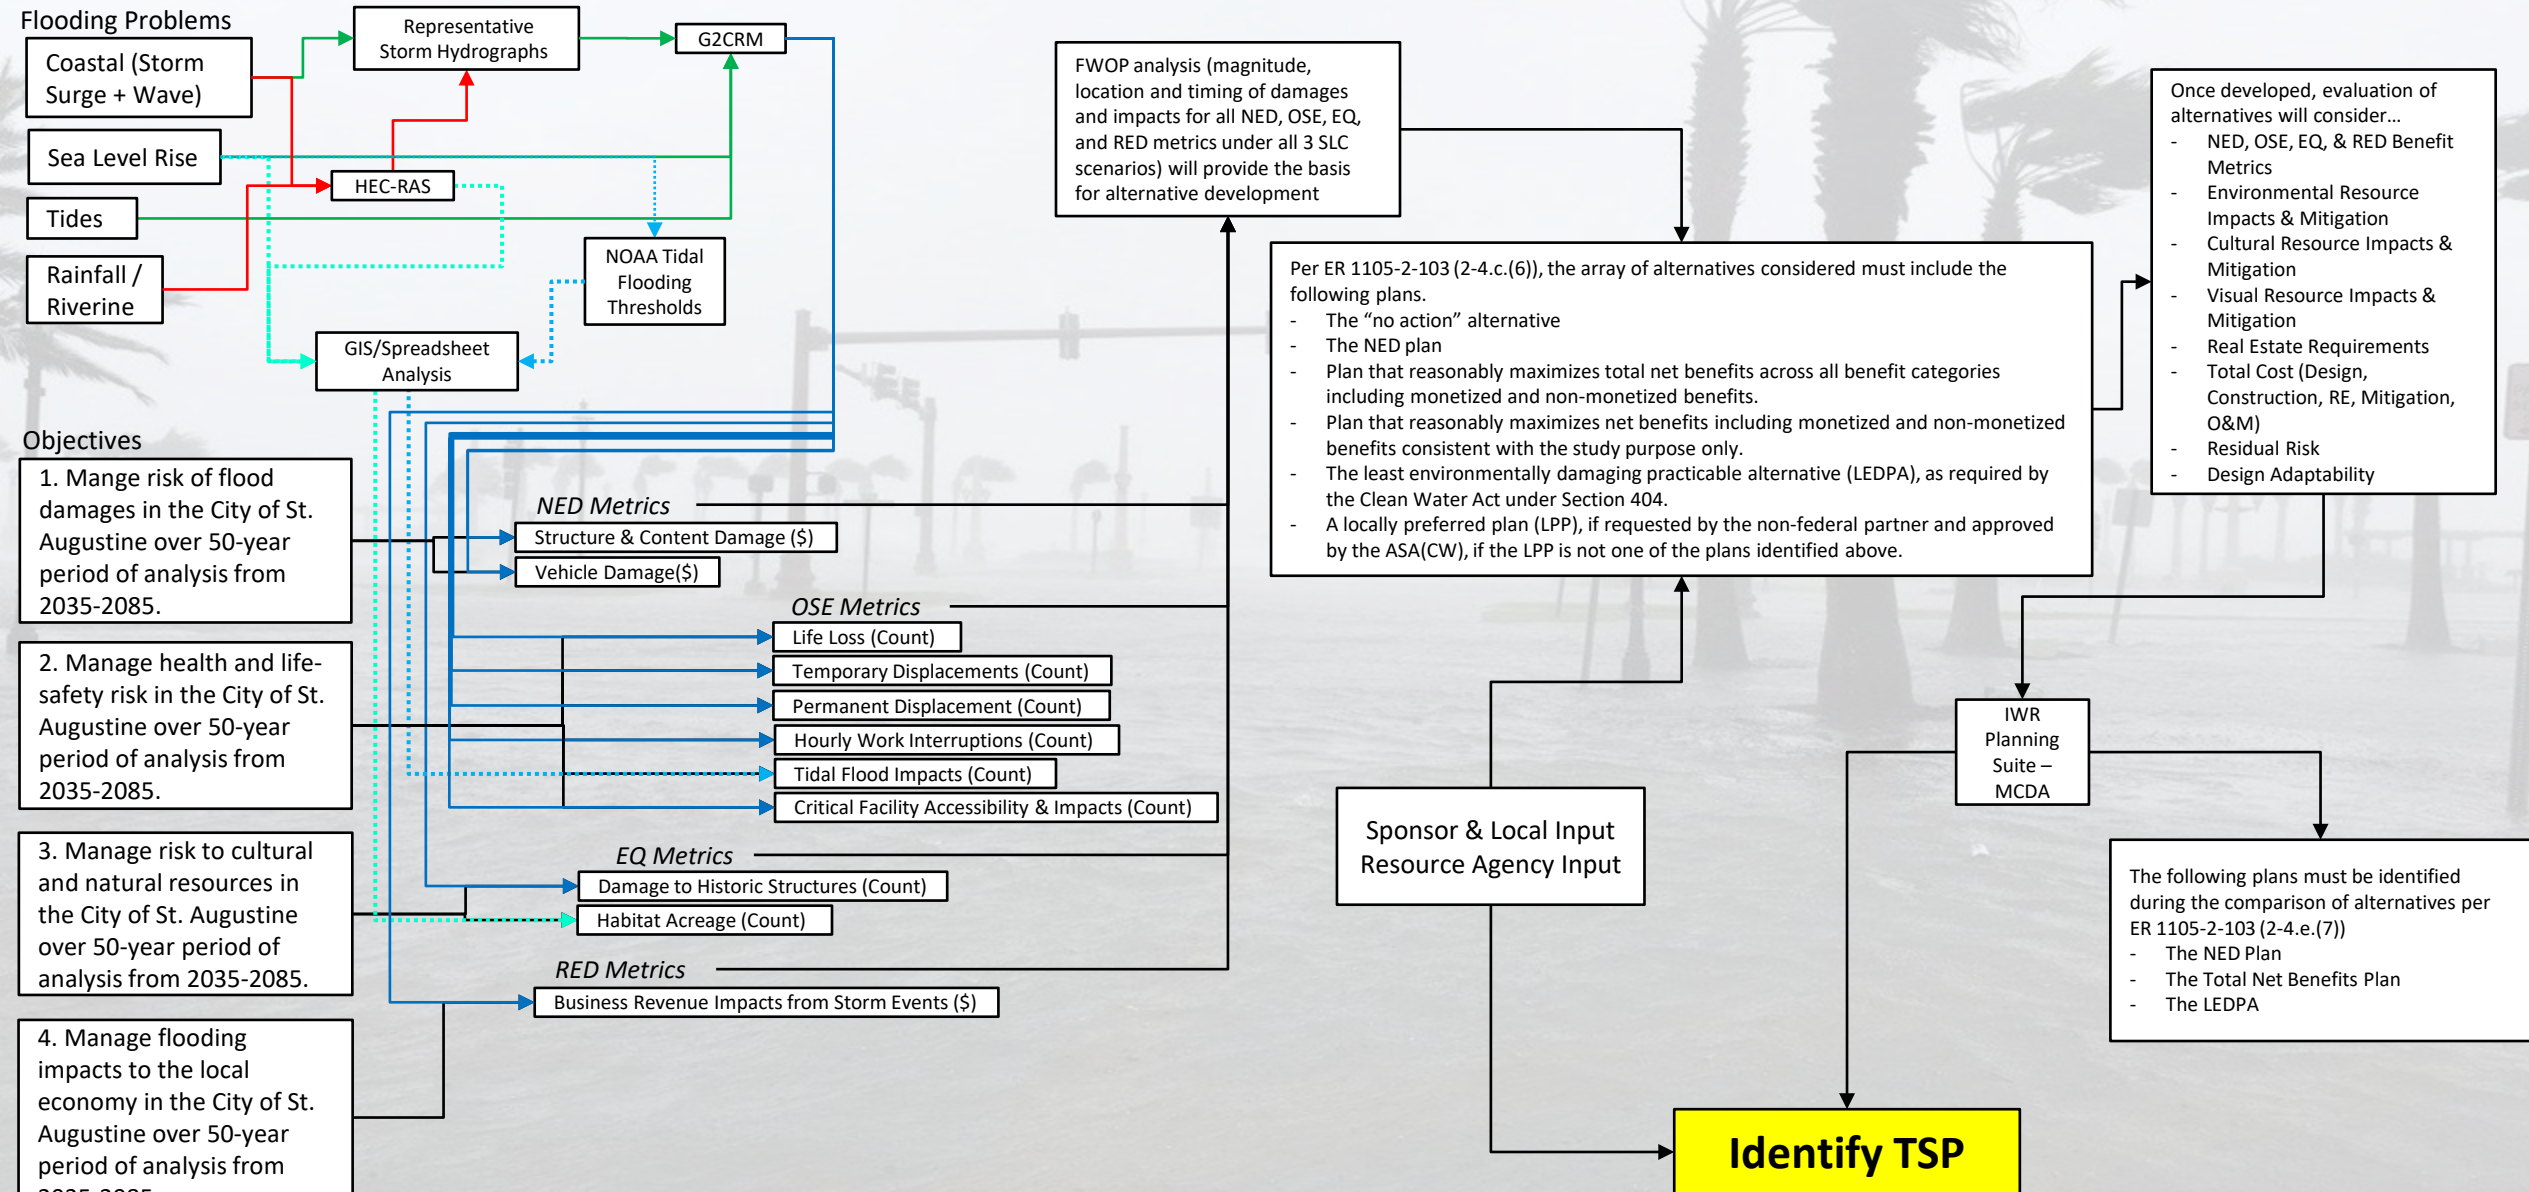 Flooding Problems
Coastal (Storm
Surge + Wave)
Sea Level Rise
Tides
Rainfall /
Riverine
Representative
Storm Hydrographs
G2CRM
HEC-RAS
NOAA Tidal
Flooding
Thresholds
GIS/Spreadsheet
Analysis
Objectives
1. Mange risk of flood
damages in the City of St.
Augustine over 50-year
period of analysis from
2035-2085.
2. Manage health and life-
safety risk in the City of St.
Augustine over 50-year
period of analysis from
2035-2085.
3. Manage risk to cultural
and natural resources in
the City of St. Augustine
over 50-year period of
analysis from 2035-2085.
4. Manage flooding
impacts to the local
economy in the City of St.
Augustine over 50-year
period of analysis from
2035-2085
NED Metrics
Structure & Content Damage ($)
Vehicle Damage($)
OSE Metrics
Life Loss (Count)
Temporary Displacements (Count)
Permanent Displacement (Count)
Hourly Work Interruptions (Count)
Tidal Flood Impacts (Count)
Critical Facility Accessibility & Impacts (Count)
EQ Metrics
Damage to Historic Structures (Count)
Habitat Acreage (Count)
RED Metrics
Business Revenue Impacts from Storm Events ($)
FWOP analysis (magnitude,
location and timing of damages
and impacts for all NED, OSE, EQ,
and RED metrics under all 3 SLC
scenarios) will provide the basis
for alternative development
Per ER 1105-2-103 (2-4.c.(6)), the array of alternatives considered must include the
following plans.
- The “no action” alternative
- The NED plan
- Plan that reasonably maximizes total net benefits across all benefit categories
including monetized and non-monetized benefits.
- Plan that reasonably maximizes net benefits including monetized and non-monetized
benefits consistent with the study purpose only.
- The least environmentally damaging practicable alternative (LEDPA), as required by
the Clean Water Act under Section 404.
- A locally preferred plan (LPP), if requested by the non-federal partner and approved
by the ASA(CW), if the LPP is not one of the plans identified above.
Once developed, evaluation of
alternatives will consider…
- NED, OSE, EQ, & RED Benefit
Metrics
- Environmental Resource
Impacts & Mitigation
- Cultural Resource Impacts &
Mitigation
- Visual Resource Impacts &
Mitigation
- Real Estate Requirements
- Total Cost (Design,
Construction, RE, Mitigation,
O&M)
- Residual Risk
- Design Adaptability
Sponsor & Local Input
Resource Agency Input
IWR
Planning
Suite –
MCDA
The following plans must be identified
during the comparison of alternatives per
ER 1105-2-103 (2-4.e.(7))
- The NED Plan
- The Total Net Benefits Plan
- The LEDPA
Identify TSP